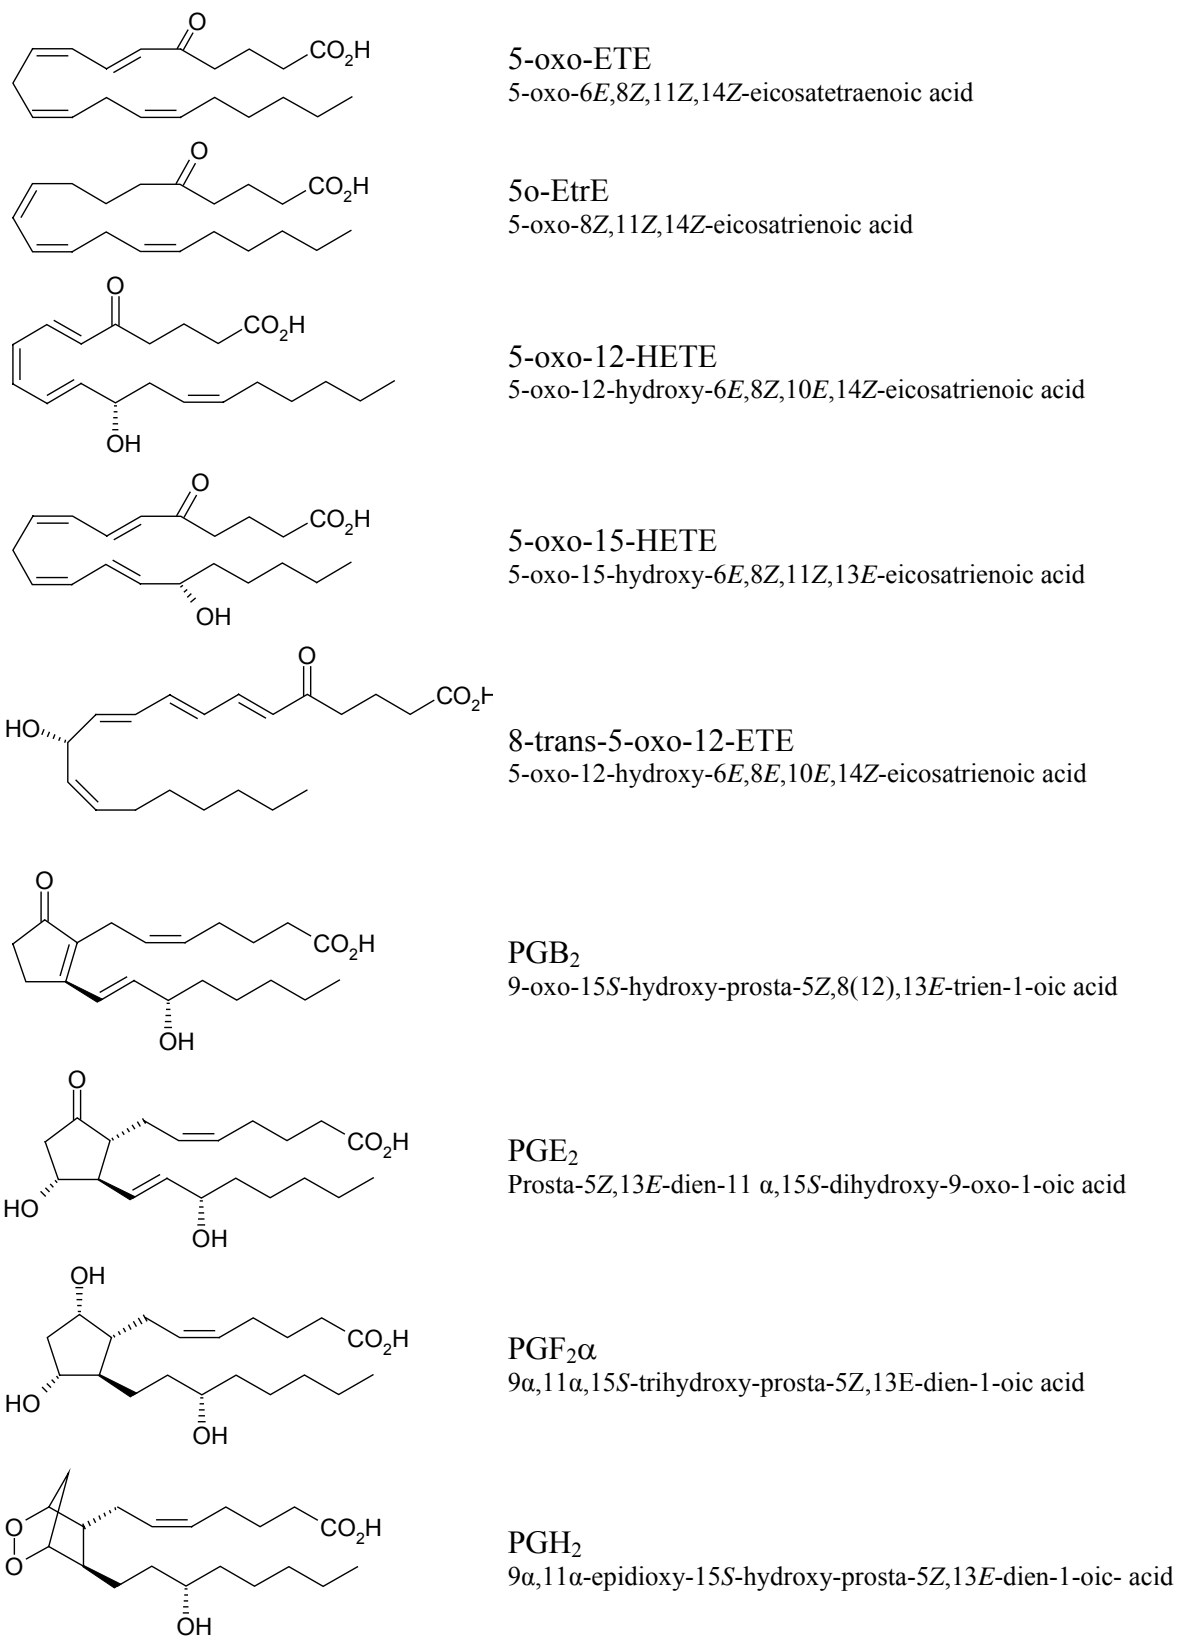 O
CO2H
5-oxo-ETE
5-oxo-6E,8Z,11Z,14Z-eicosatetraenoic acid
O
CO2H
5o-EtrE
5-oxo-8Z,11Z,14Z-eicosatrienoic acid
O
CO2H
OH
5-oxo-12-HETE
5-oxo-12-hydroxy-6E,8Z,10E,14Z-eicosatrienoic acid
O
CO2H
OH
5-oxo-15-HETE
5-oxo-15-hydroxy-6E,8Z,11Z,13E-eicosatrienoic acid
O
CO2H
HO
8-trans-5-oxo-12-ETE
5-oxo-12-hydroxy-6E,8E,10E,14Z-eicosatrienoic acid
O
CO2H
OH
PGB2
9-oxo-15S-hydroxy-prosta-5Z,8(12),13E-trien-1-oic acid
O
CO2H
HO
OH
PGE2
Prosta-5Z,13E-dien-11 α,15S-dihydroxy-9-oxo-1-oic acid
OH
CO2H
HO
OH
PGF2α
9α,11α,15S-trihydroxy-prosta-5Z,13E-dien-1-oic acid
O
O
CO2H
OH
PGH2
9α,11α-epidioxy-15S-hydroxy-prosta-5Z,13E-dien-1-oic- acid